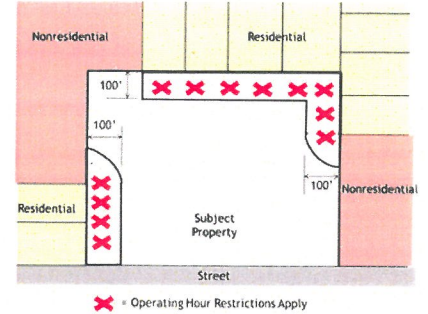 Nonresidential
Residential
100'
100'
100'
Nonresidential
Residential
Subject
Property
Street
= Operating Hour Restrictions Apply